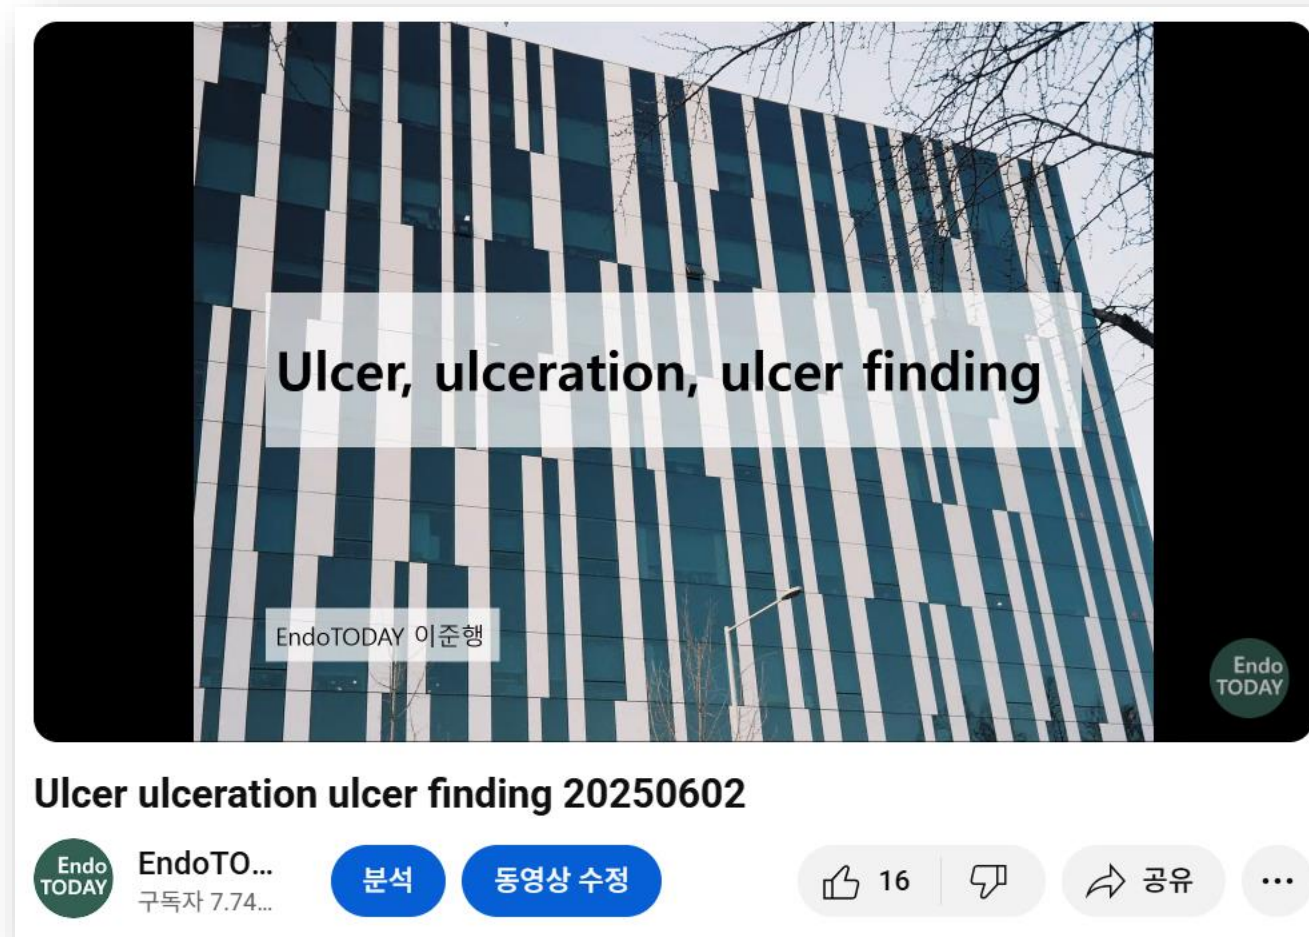 Ulcer, ulceration, ulcer finding
EndoTODAY 이준행
Endo
TODAY
Ulcer ulceration ulcer finding 20250602
Endo
TODAY
EndoTO...
구독자 7.74...
분석
동영상 수정
16
공유